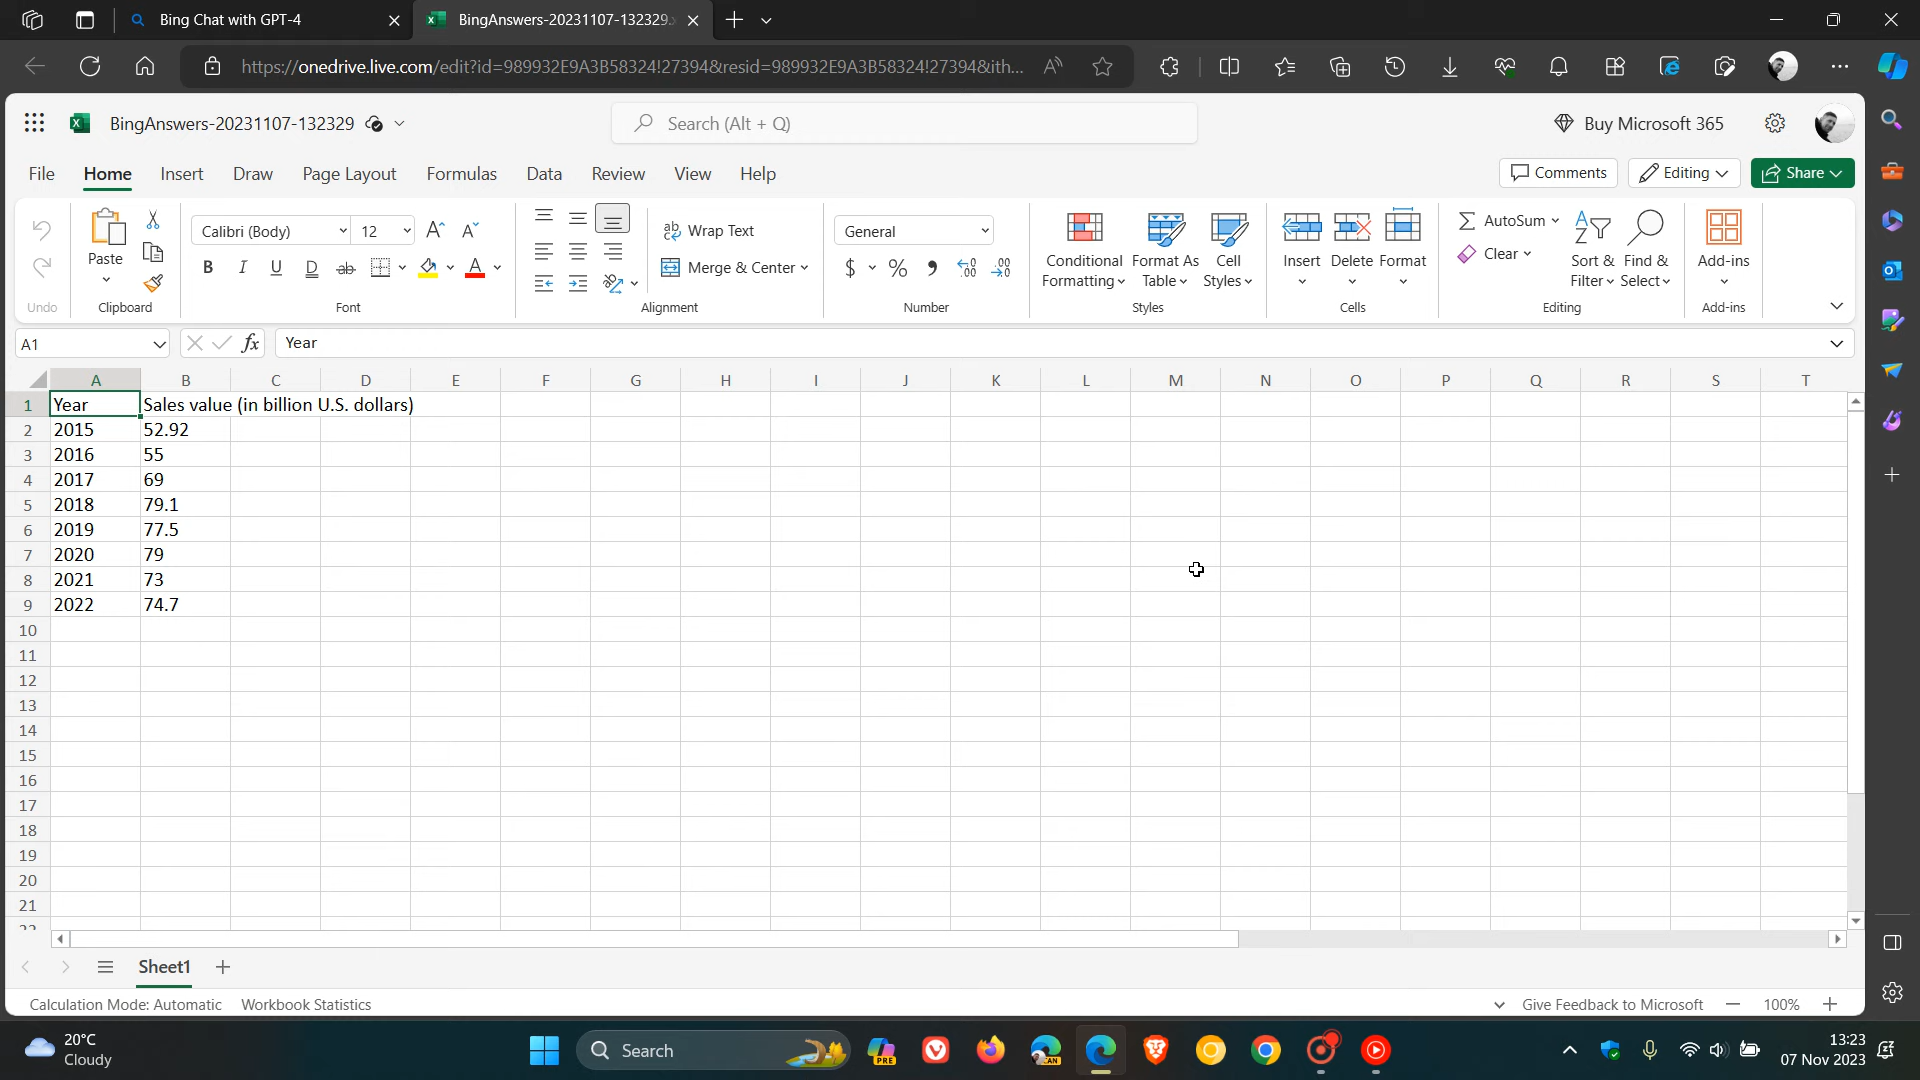 Bing Chat with GPT-4
BingAnswers-20231107-132329.
https://onedrive.live.com/edit?id=989932E9A3B58324!27394&resid=989932E9A3B58324!27394&ith...
BingAnswers-20231107-132329
Search (Alt + Q)
Buy Microsoft 365
File Home Insert Draw Page Layout Formulas Data Review View Help
Comments Editing Share
Calibri (Body) 12
Wrap Text
General
AutoSum
Paste
Merge & Center
Conditional Formatting
Format As Table
Cell Styles
Insert Delete Format
Clear
Sort & Filter
Find & Select
Add-ins
Undo Clipboard Font Alignment Number Styles Cells Editing Add-ins
A1 fx Year
A B C D E F G H I J K L M N O P Q R S T
1 Year Sales value (in billion U.S. dollars)
2 2015 52.92
3 2016 55
4 2017 69
5 2018 79.1
6 2019 77.5
7 2020 79
8 2021 73
9 2022 74.7
10
11
12
13
14
15
16
17
18
19
20
21
Sheet1
Calculation Mode: Automatic Workbook Statistics
Give Feedback to Microsoft 100%
20°C
Cloudy
Search
PRE
CAN
13:23
07 Nov 2023